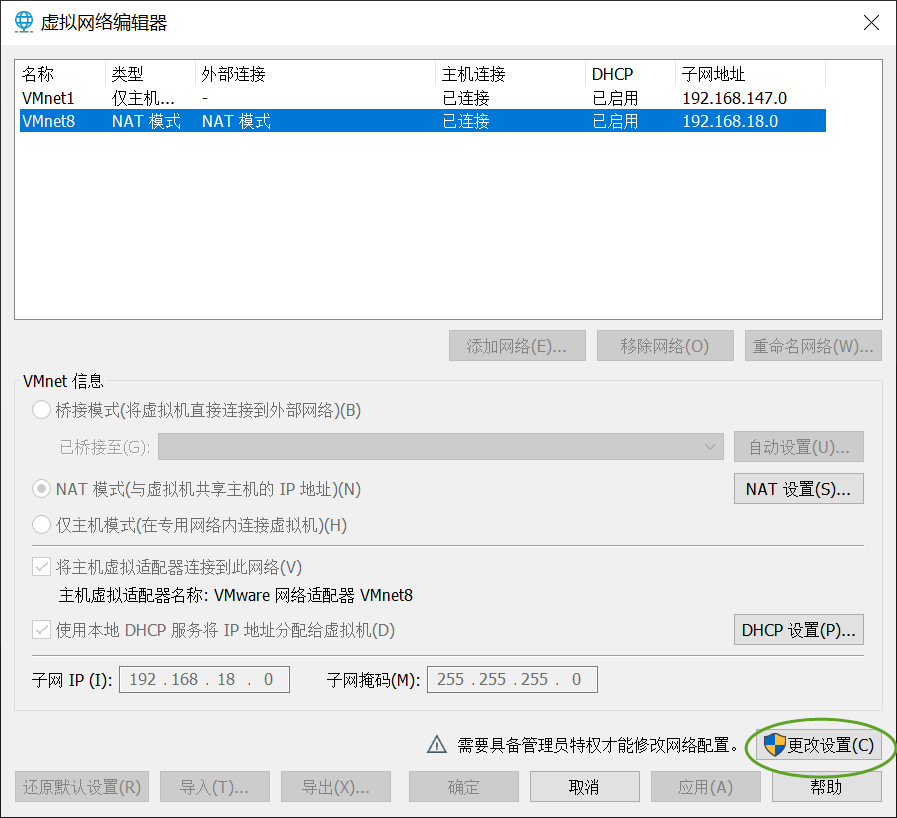 虚拟网络编辑器
名称 类型 外部连接 主机连接 DHCP 子网地址
VMnet1 仅主机... - 已连接 已启用 192.168.147.0
VMnet8 NAT 模式 NAT 模式 已连接 已启用 192.168.18.0
添加网络(E)... 移除网络(O) 重命名网络(W)...
VMnet 信息
桥接模式(将虚拟机直接连接到外部网络)(B)
已桥接至(G): 自动设置(U)...
NAT 模式(与虚拟机共享主机的 IP 地址)(N) NAT 设置(S)...
仅主机模式(在专用网络内连接虚拟机)(H)
将主机虚拟适配器连接到此网络(V)
主机虚拟适配器名称: VMware 网络适配器 VMnet8
使用本地 DHCP 服务将 IP 地址分配给虚拟机(D) DHCP 设置(P)...
子网 IP (I): 192 . 168 . 18 . 0 子网掩码(M): 255 . 255 . 255 . 0
需要具备管理员特权才能修改网络配置。 更改设置(C)
还原默认设置(R) 导入(T)... 导出(X)... 确定 取消 应用(A) 帮助